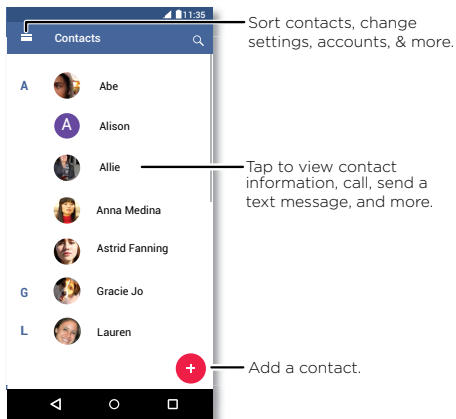 11:35
Contacts
A
Abe
A
Alison
Allie
Anna Medina
Astrid Fanning
G
Gracie Jo
L
Lauren
+
Sort contacts, change
settings, accounts, & more.
Tap to view contact
information, call, send a
text message, and more.
Add a contact.